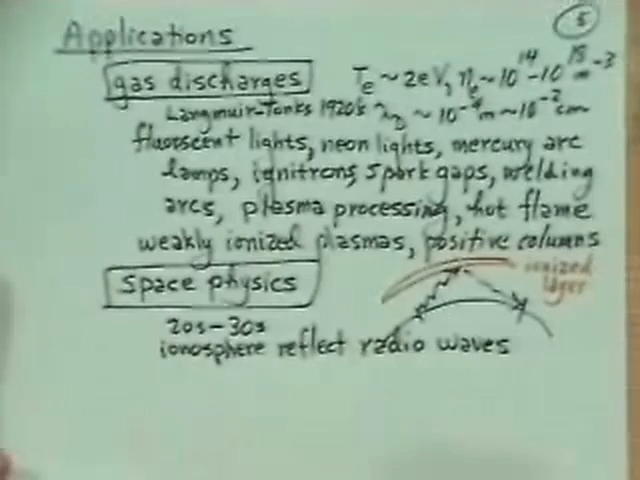 5
Applications
gas discharges Te ~ 2eV, ne ~ 10^14 - 10^18 m^-3
Langmuir-Tonks 1920's λD ~ 10^-4 m ~ 10^-2 cm
fluorscent lights, neon lights, mercury arc
lamps, ignitrons, spark gaps, welding
arcs, plasma processing, hot flame
weakly ionized plasmas, positive columns
space physics
ionized
layer
20s-30s
ionosphere reflect radio waves